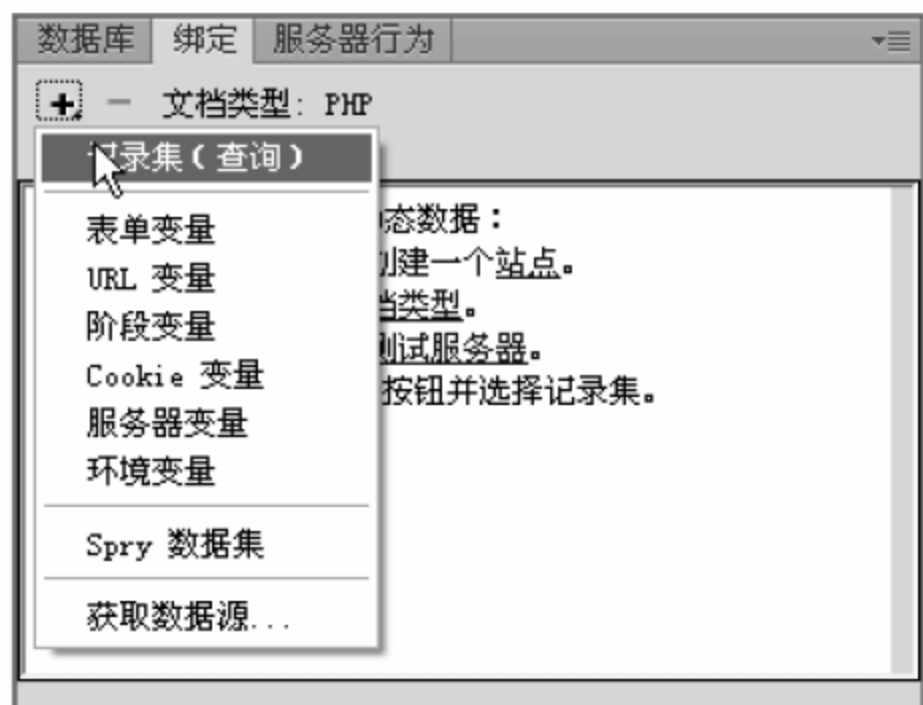 数据库 绑定 服务器行为
文档类型: PHP
记录集(查询)
表单变量
URL 变量
阶段变量
Cookie 变量
服务器变量
环境变量
Spry 数据集
获取数据源...
态数据：
创建一个站点。
档类型。
测试服务器。
按钮并选择记录集。